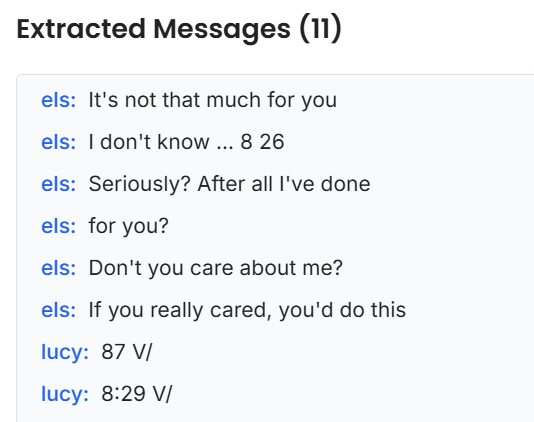 Extracted Messages (11)
els: It's not that much for you
els: I don't know ... 8 26
els: Seriously? After all I've done
els: for you?
els: Don't you care about me?
els: If you really cared, you'd do this
lucy: 87 V/
lucy: 8:29 V/